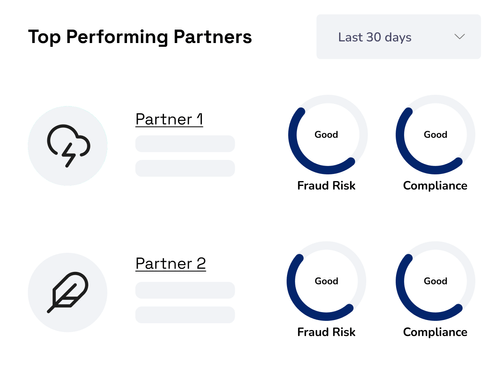 Top Performing Partners
Last 30 days
Partner 1
Good
Good
Fraud Risk
Compliance
Partner 2
Good
Good
Fraud Risk
Compliance